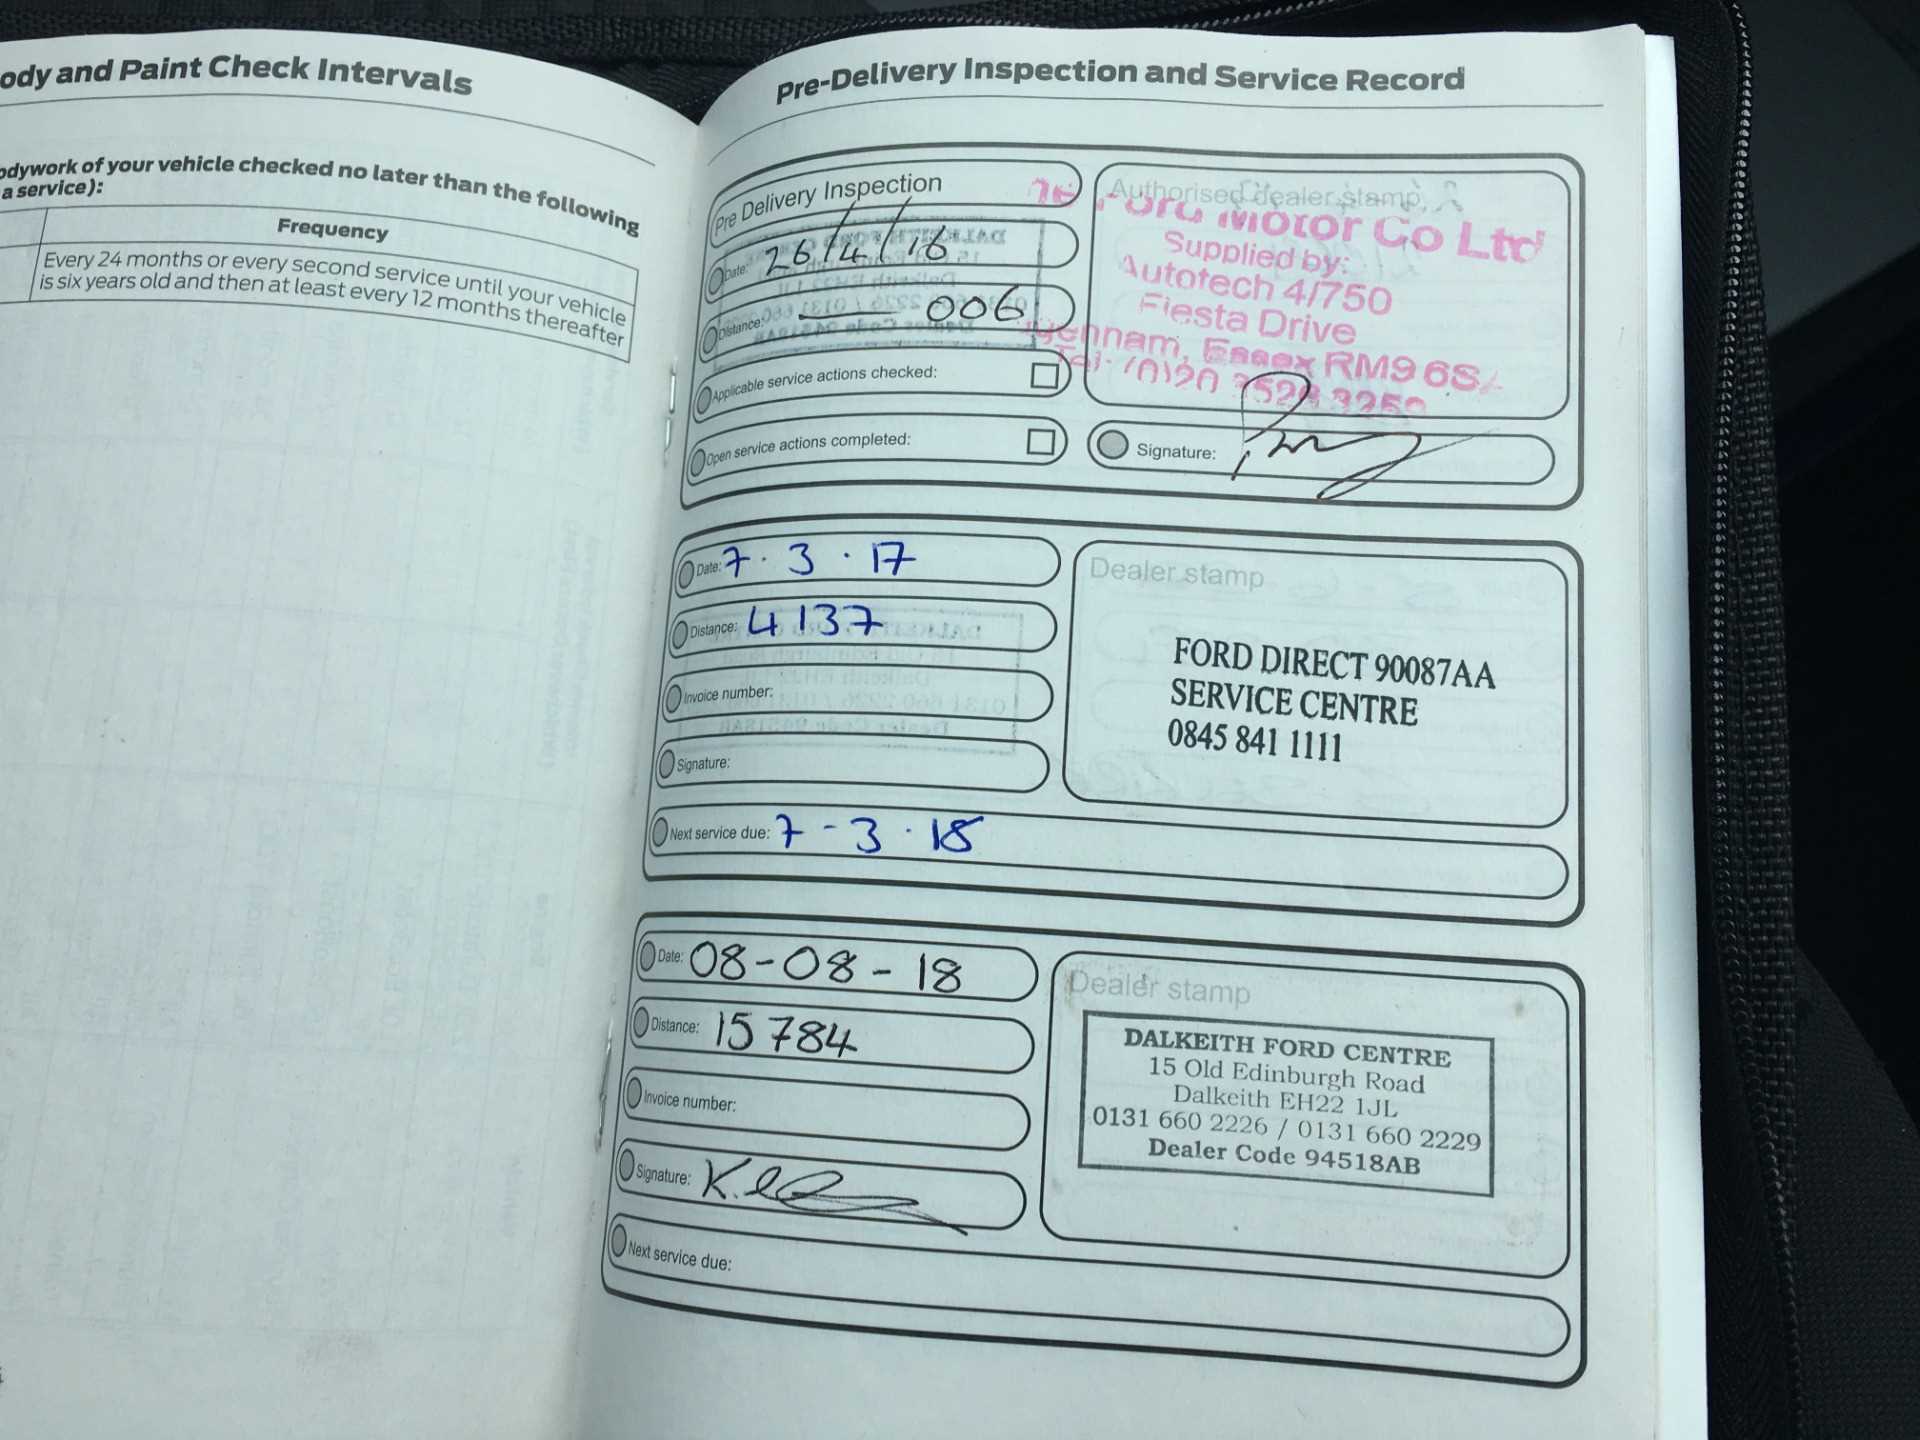 ody and Paint Check Intervals
odywork of your vehicle checked no later than the following
a service):
Frequency
Every 24 months or every second service until your vehicle
is six years old and then at least every 12 months thereafter
Pre-Delivery Inspection and Service Record
Pre Delivery Inspection
Date: 26/4/16
Distance: 006
Applicable service actions checked:
Open service actions completed:
Authorised dealer stamp
Ford Motor Co Ltd
Supplied by:
Autotech 4/750
Fiesta Drive
Essex RM9 6S
Signature:
Date: 7 . 3 . 17
Distance: 4137
Invoice number:
Signature:
Next service due: 7 - 3 . 18
Dealer stamp
FORD DIRECT 90087AA
SERVICE CENTRE
0845 841 1111
Date: 08-08-18
Distance: 15784
Invoice number:
Signature:
Next service due:
Dealer stamp
DALKEITH FORD CENTRE
15 Old Edinburgh Road
Dalkeith EH22 1JL
0131 660 2226 / 0131 660 2229
Dealer Code 94518AB